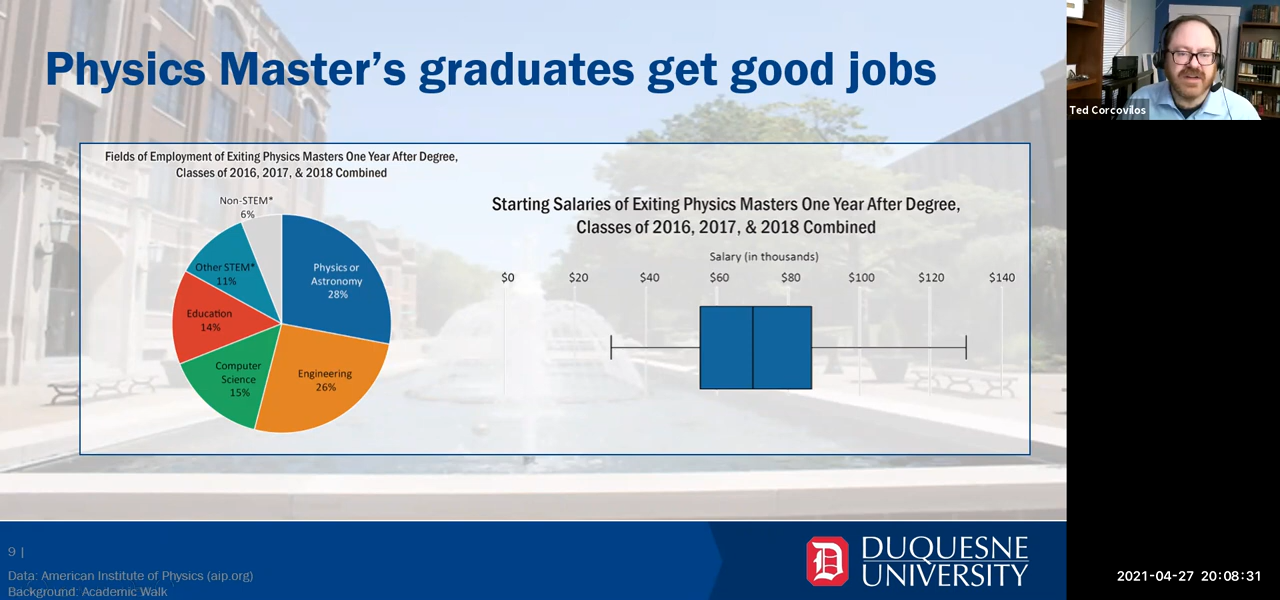 Physics Master's graduates get good jobs
Ted Corcovilos
Fields of Employment of Exiting Physics Masters One Year After Degree,
Classes of 2016, 2017, & 2018 Combined
Non-STEM*
6%
Physics or
Astronomy
28%
Other STEM*
11%
Education
14%
Computer
Science
15%
Engineering
26%
Starting Salaries of Exiting Physics Masters One Year After Degree,
Classes of 2016, 2017, & 2018 Combined
Salary (in thousands)
$0 $20 $40 $60 $80 $100 $120 $140
9 |
Data: American Institute of Physics (aip.org)
Background: Academic Walk
D
DUQUESNE
UNIVERSITY
2021-04-27 20:08:31